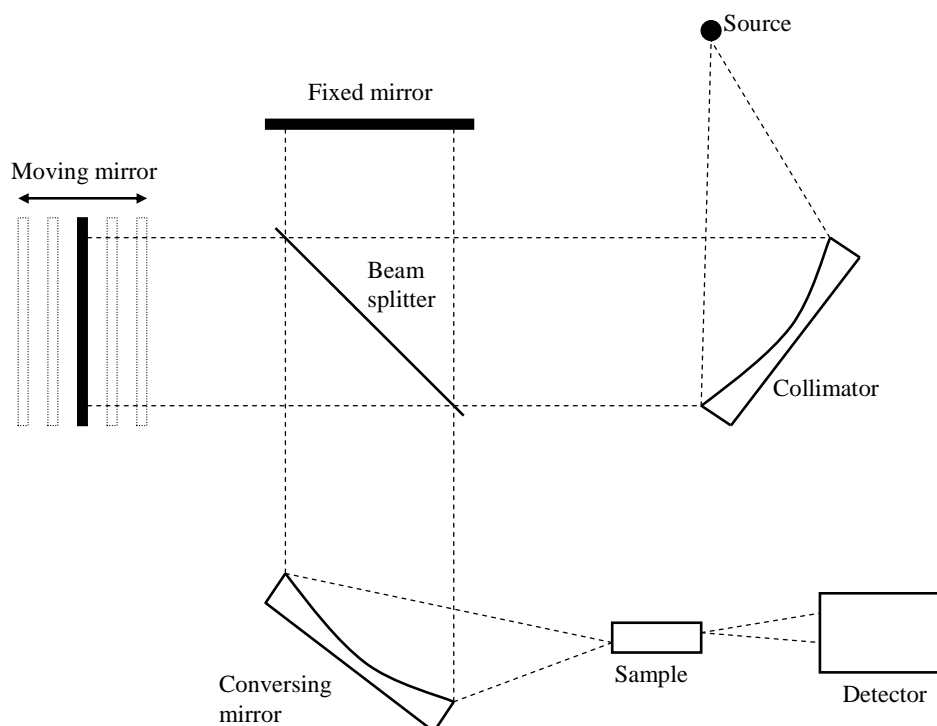 Source
Fixed mirror
Moving mirror
Beam
splitter
Collimator
Conversing
mirror
Sample
Detector